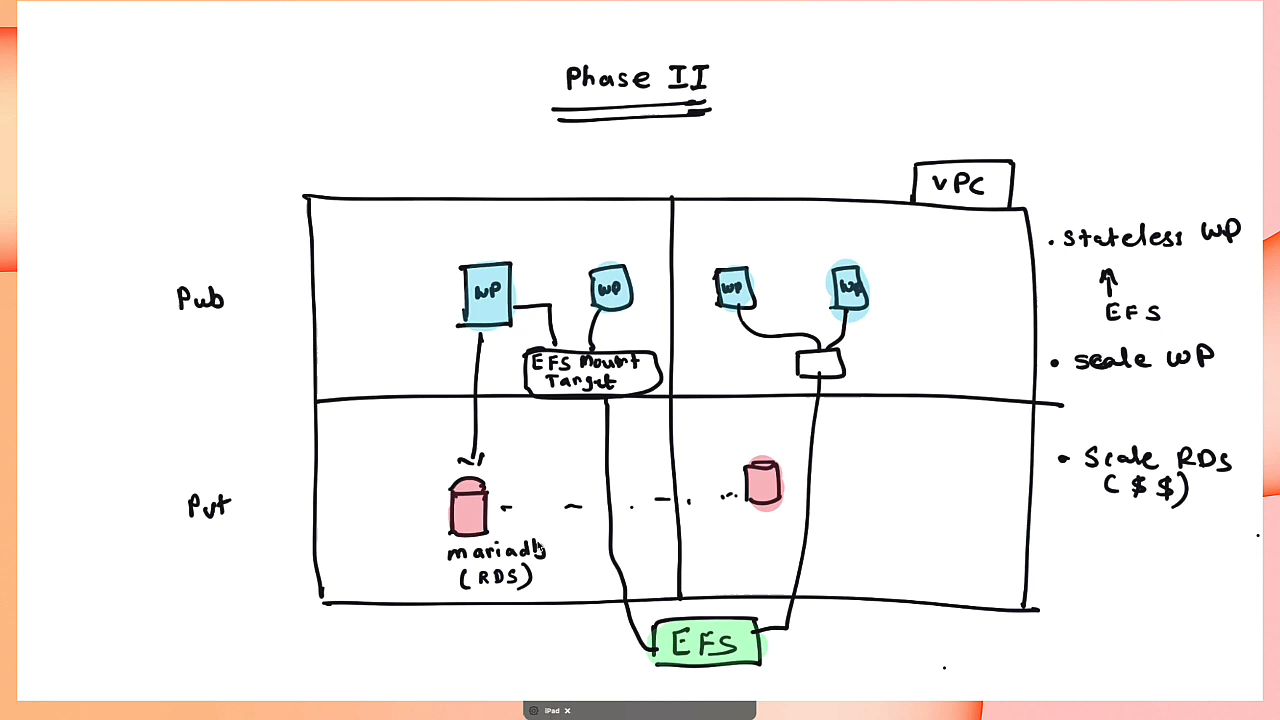 Phase II
VPC
• Stateless WP
EFS
• scale WP
• Scale RDS
($$)
Pub
WP
WP
WP
WP
EFS Mount
Target
Pvt
mariadb
(RDS)
EFS
iPad